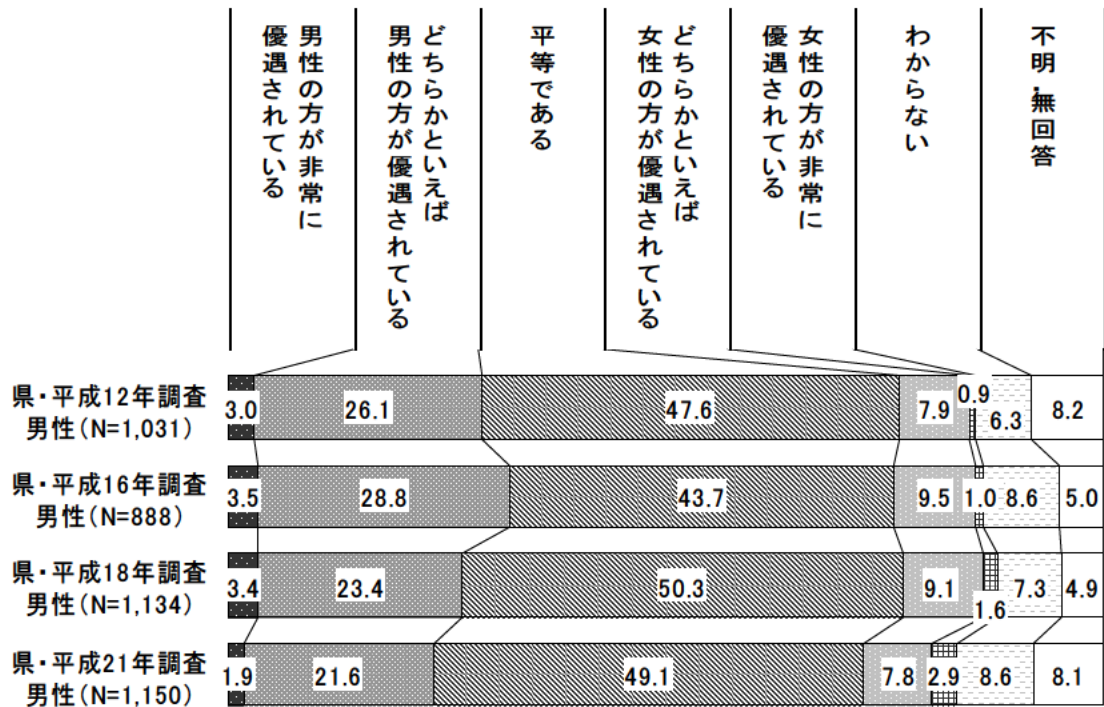 男性の方が非常に
優遇されている
どちらかといえば
男性の方が優遇されている
平等である
どちらかといえば
女性の方が優遇されている
女性の方が非常に
優遇されている
わからない
不明・無回答
県・平成12年調査
男性(N=1,031)
3.0 26.1 47.6 7.9 0.9 6.3 8.2
県・平成16年調査
男性(N=888)
3.5 28.8 43.7 9.5 1.0 8.6 5.0
県・平成18年調査
男性(N=1,134)
3.4 23.4 50.3 9.1 1.6 7.3 4.9
県・平成21年調査
男性(N=1,150)
1.9 21.6 49.1 7.8 2.9 8.6 8.1